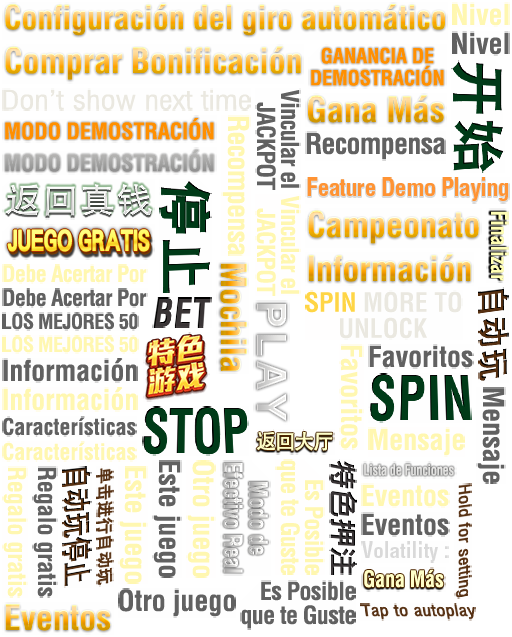 Configuración del giro automático
Nivel
Nivel
Comprar Bonificación
GANANCIA DE
DEMOSTRACIÓN
开始
Don't show next time
Vincular el
JACKPOT
Gana Más
MODO DEMOSTRACIÓN
Recompensa
Recompensa
MODO DEMOSTRACIÓN
Feature Demo Playing
返回真钱
停止
Vincular el
JACKPOT
Campeonato
Finalizar
JUEGO GRATIS
Información
Debe Acertar Por
Mochila
Debe Acertar Por
LOS MEJORES 50
BET
PLAY
SPIN MORE TO
UNLOCK
自动玩
LOS MEJORES 50
特色
游戏
Favoritos
Favoritos
Información
SPIN
Información
Mensaje
Características
STOP
返回大厅
Mensaje
Características
Lista de Funciones
Regalo gratis
Regalo gratis
自动玩停止
单击进行自动玩
Este juego
Este juego
Otro juego
Modo de
Efectivo Real
Es Posible
que te Guste
特色押注
Eventos
Hold for setting
Eventos
Volatility :
Gana Más
Otro juego
Es Posible
que te Guste
Tap to autoplay
Eventos